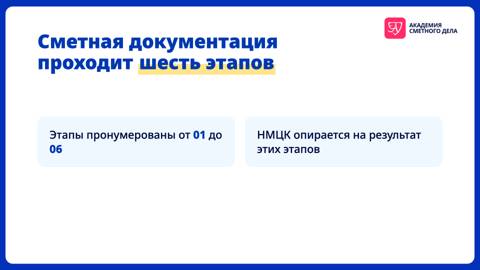 АКАДЕМИЯ
СМЕТНОГО ДЕЛА
Сметная документация
проходит шесть этапов
Этапы пронумерованы от 01 до
06
НМЦК опирается на результат
этих этапов